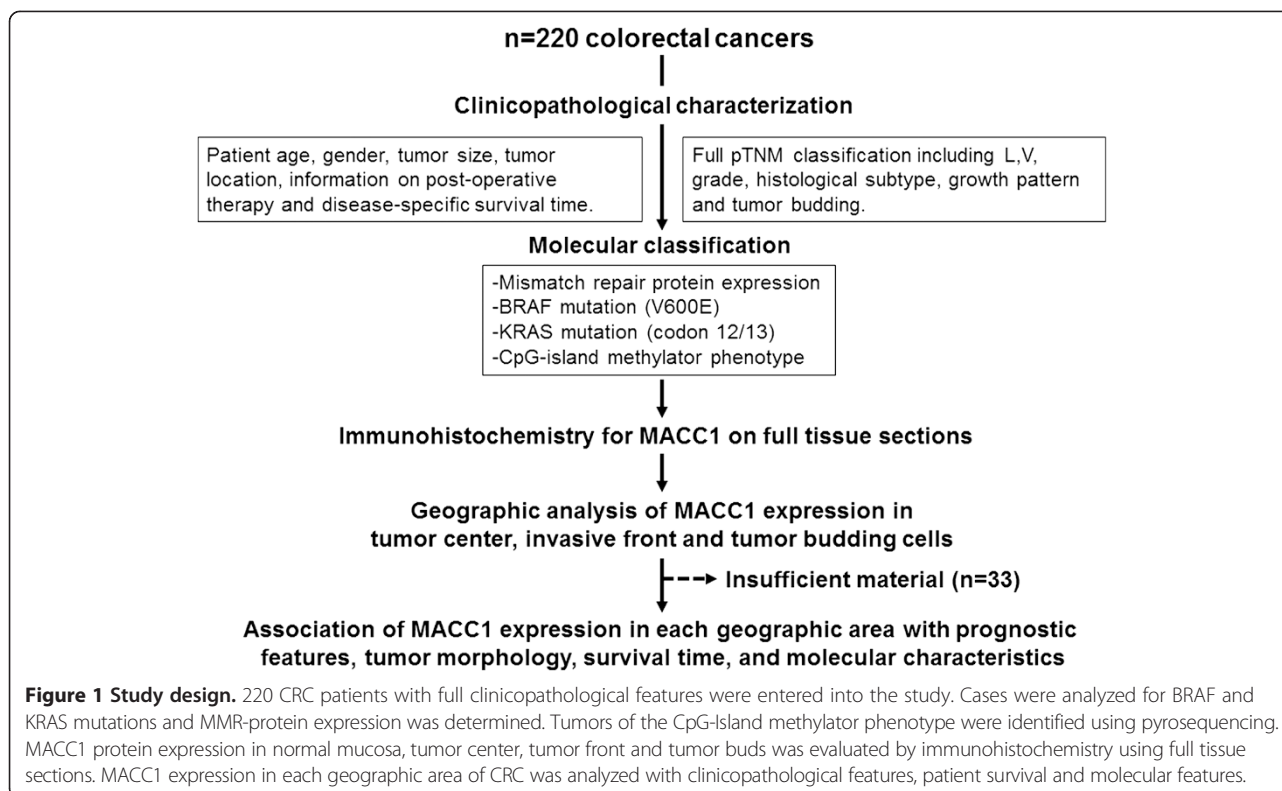 n=220 colorectal cancers
Clinicopathological characterization
Patient age, gender, tumor size, tumor
location, information on post-operative
therapy and disease-specific survival time.
Full pTNM classification including L,V,
grade, histological subtype, growth pattern
and tumor budding.
Molecular classification
-Mismatch repair protein expression
-BRAF mutation (V600E)
-KRAS mutation (codon 12/13)
-CpG-island methylator phenotype
Immunohistochemistry for MACC1 on full tissue sections
Geographic analysis of MACC1 expression in
tumor center, invasive front and tumor budding cells
Insufficient material (n=33)
Association of MACC1 expression in each geographic area with prognostic
features, tumor morphology, survival time, and molecular characteristics
Figure 1 Study design. 220 CRC patients with full clinicopathological features were entered into the study. Cases were analyzed for BRAF and
KRAS mutations and MMR-protein expression was determined. Tumors of the CpG-Island methylator phenotype were identified using pyrosequencing.
MACC1 protein expression in normal mucosa, tumor center, tumor front and tumor buds was evaluated by immunohistochemistry using full tissue
sections. MACC1 expression in each geographic area of CRC was analyzed with clinicopathological features, patient survival and molecular features.